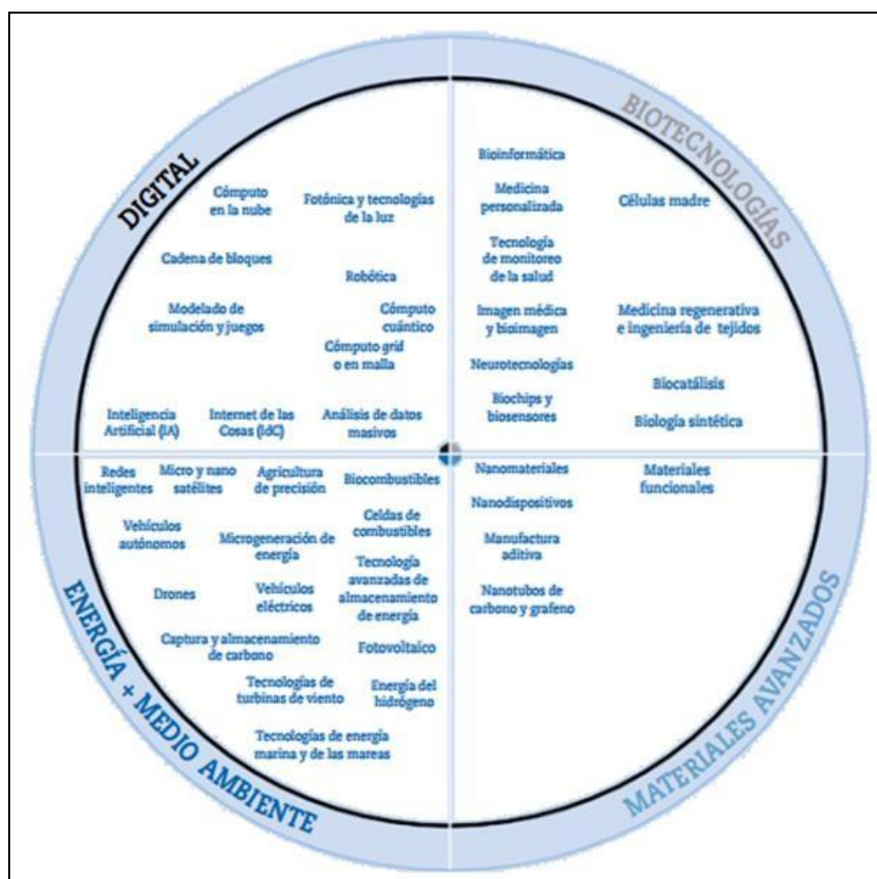 DIGITAL
Cómputo
en la nube
Fotónica y tecnologías
de la luz
Cadena de bloques
Robótica
Modelado de
simulación y juegos
Cómputo
cuántico
Cómputo grid
o en malla
Inteligencia
Artificial (IA)
Internet de las
Cosas (IdC)
Análisis de datos
masivos
BIOTECNOLOGÍAS
Bioinformática
Medicina
personalizada
Células madre
Tecnología
de monitoreo
de la salud
Imagen médica
y bioimagen
Medicina regenerativa
e ingeniería de tejidos
Neurotecnologías
Biocatálisis
Biochips y
biosensores
Biología sintética
ENERGÍA + MEDIO AMBIENTE
Redes
inteligentes
Micro y nano
satélites
Agricultura
de precisión
Biocombustibles
Vehículos
autónomos
Microgeneración de
energía
Celdas de
combustibles
Tecnología
avanzadas de
almacenamiento
de energía
Drones
Vehículos
eléctricos
Captura y almacenamiento
de carbono
Fotovoltaico
Tecnologías de
turbinas de viento
Energía del
hidrógeno
Tecnologías de energía
marina y de las mareas
MATERIALES AVANZADOS
Nanomateriales
Materiales
funcionales
Nanodispositivos
Manufactura
aditiva
Nanotubos de
carbono y grafeno